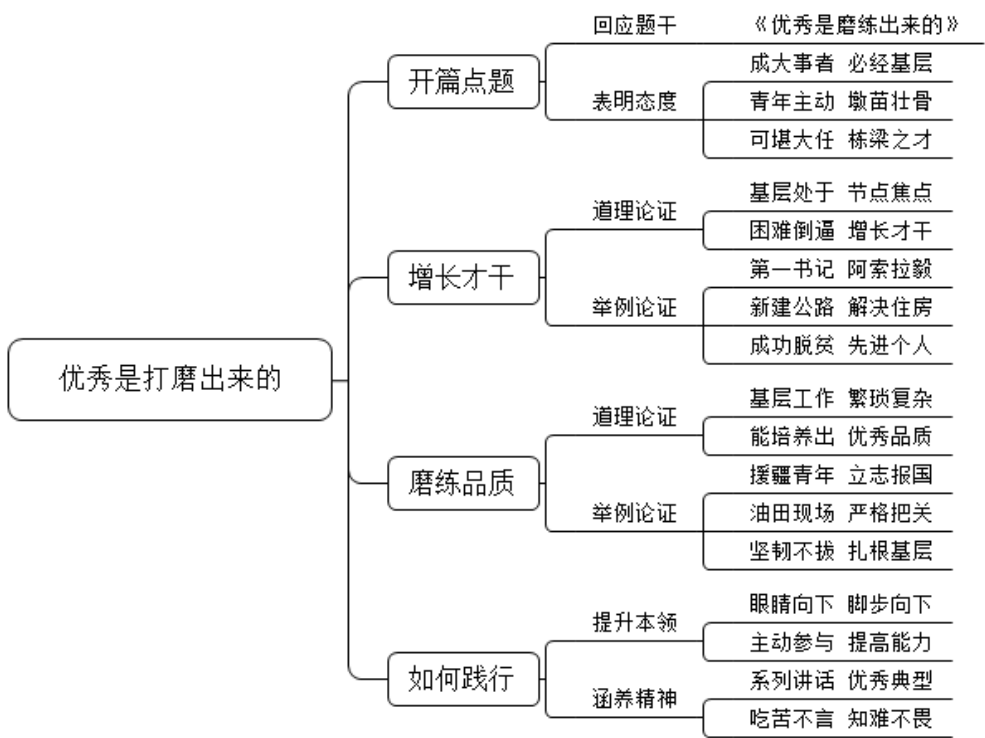 优秀是打磨出来的
开篇点题
回应题干
《优秀是磨练出来的》
表明态度
成大事者 必经基层
青年主动 墩苗壮骨
可堪大任 栋梁之才
增长才干
道理论证
基层处于 节点焦点
困难倒逼 增长才干
举例论证
第一书记 阿索拉毅
新建公路 解决住房
成功脱贫 先进个人
磨练品质
道理论证
基层工作 繁琐复杂
能培养出 优秀品质
举例论证
援疆青年 立志报国
油田现场 严格把关
坚韧不拔 扎根基层
如何践行
提升本领
眼睛向下 脚步向下
主动参与 提高能力
涵养精神
系列讲话 优秀典型
吃苦不言 知难不畏